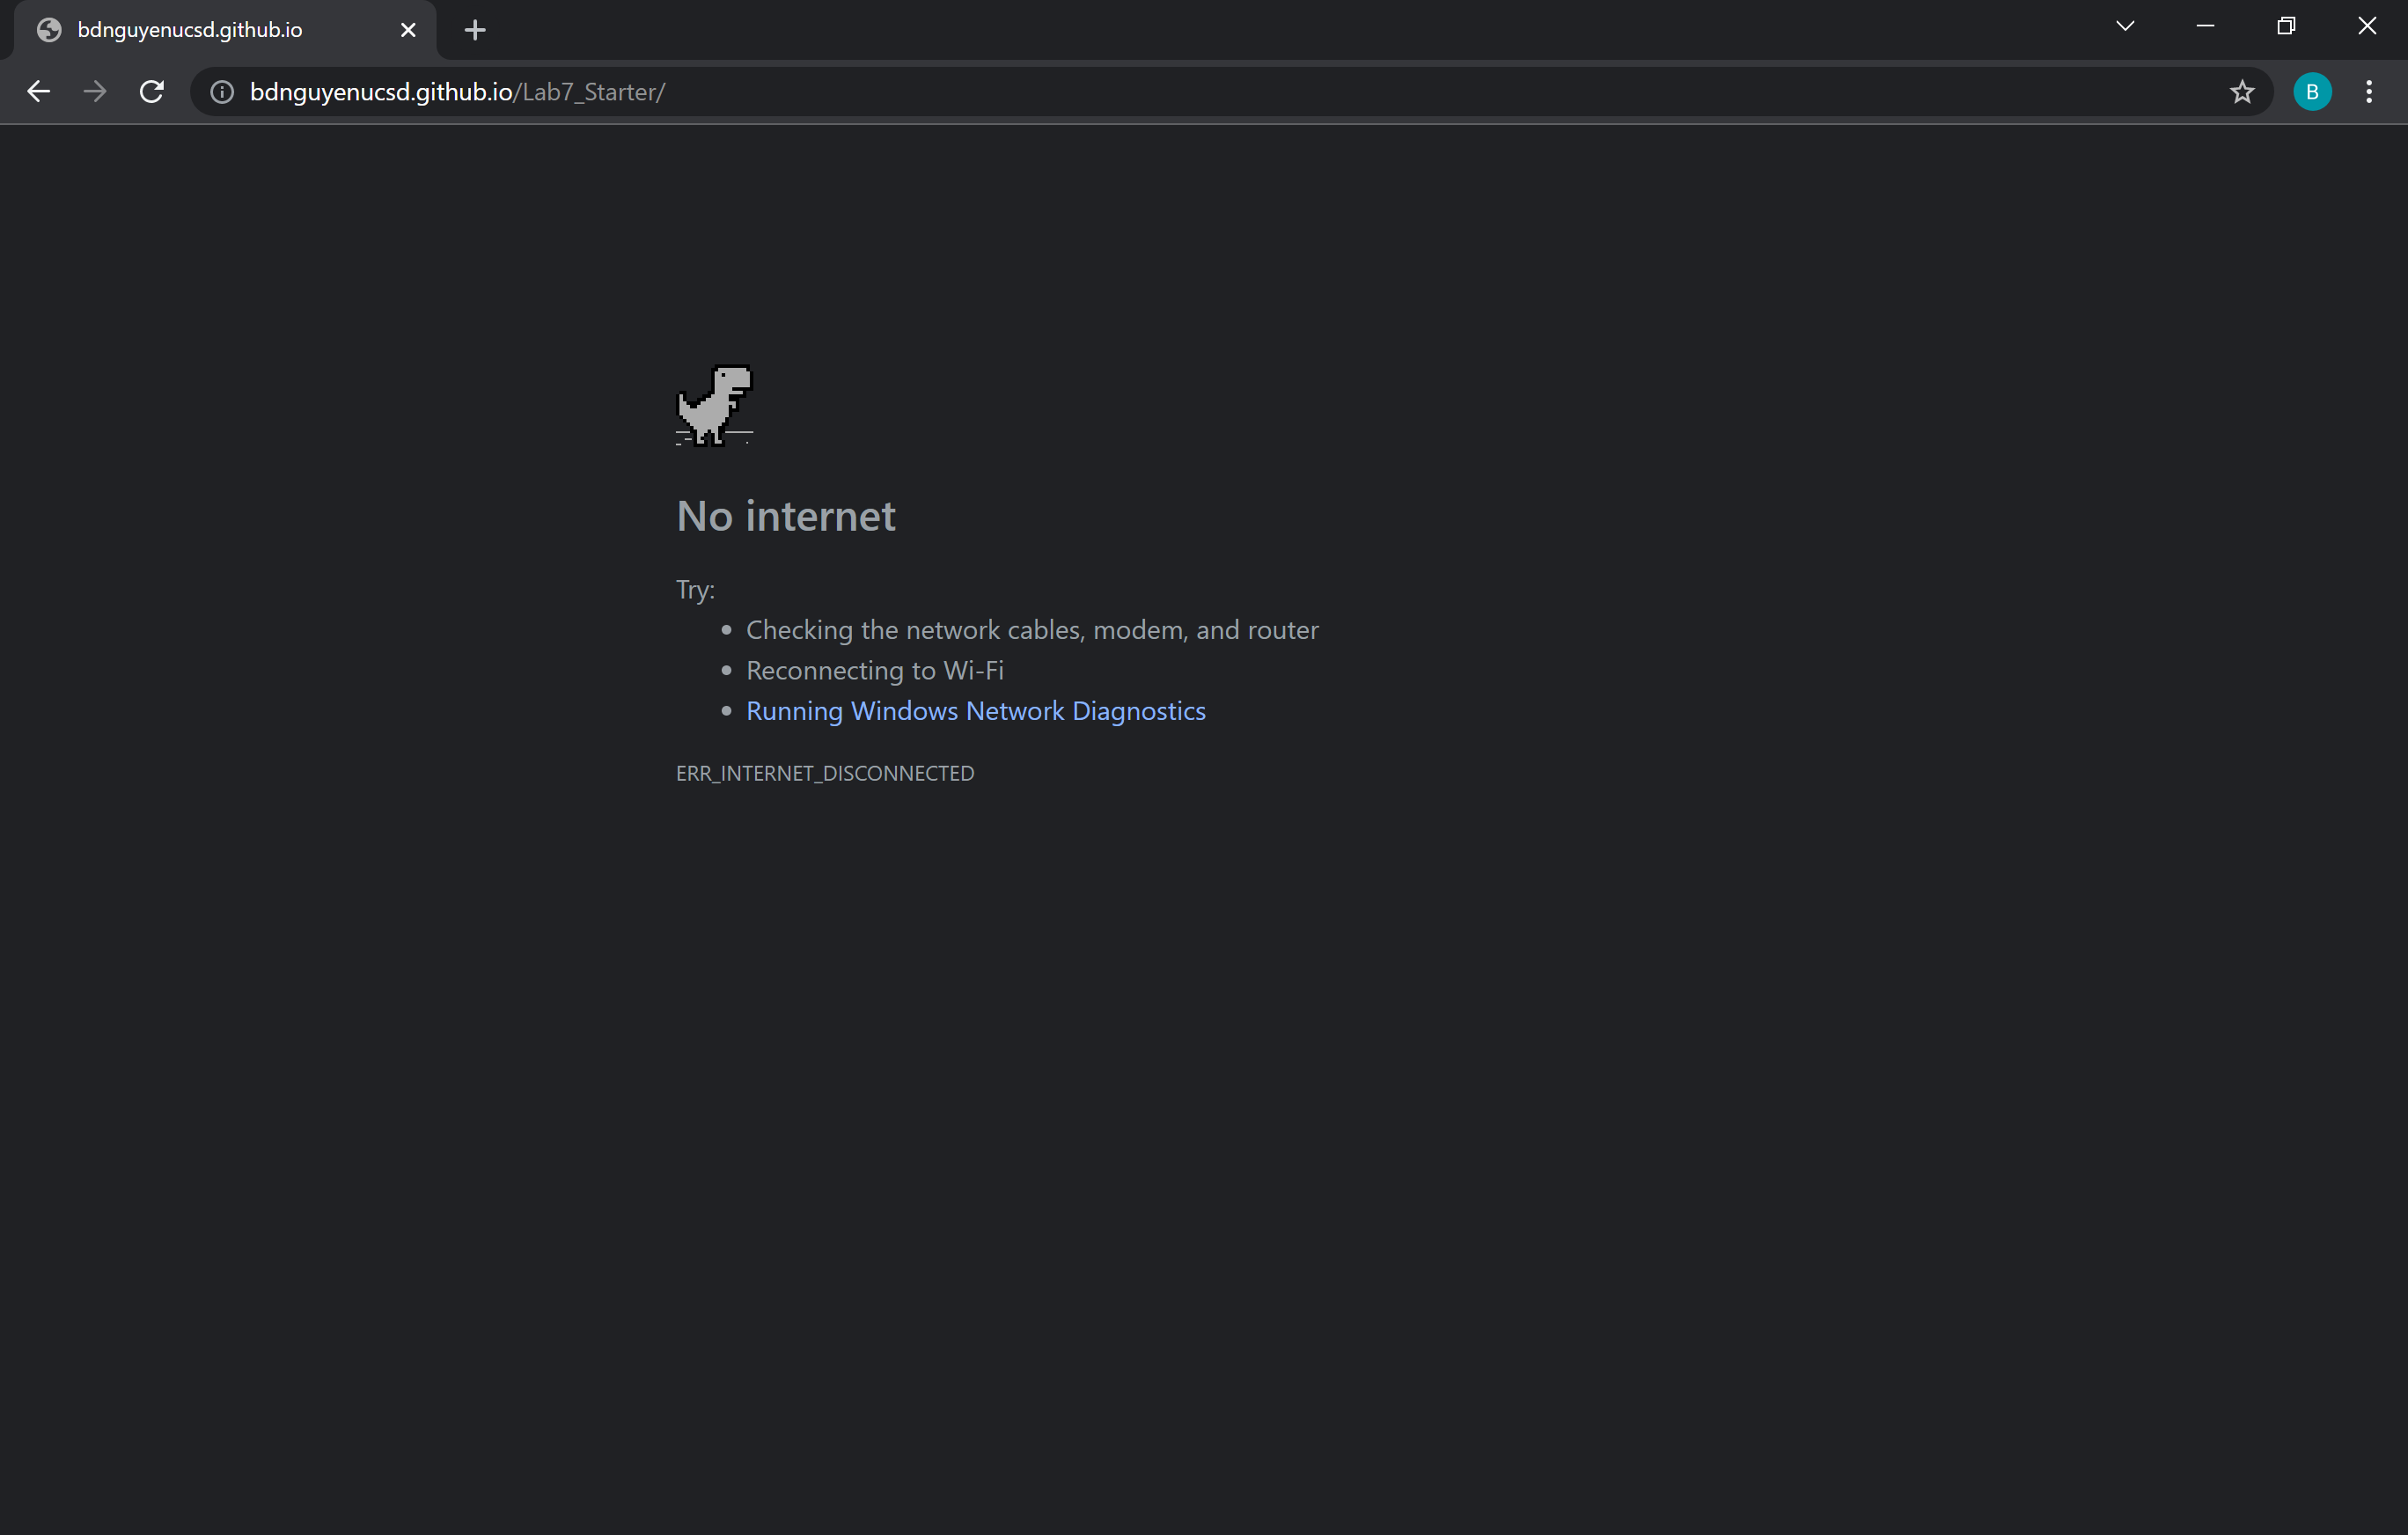 bdnguyenucsd.github.io
bdnguyenucsd.github.io/Lab7_Starter/
B
No internet
Try:
Checking the network cables, modem, and router
Reconnecting to Wi-Fi
Running Windows Network Diagnostics
ERR_INTERNET_DISCONNECTED